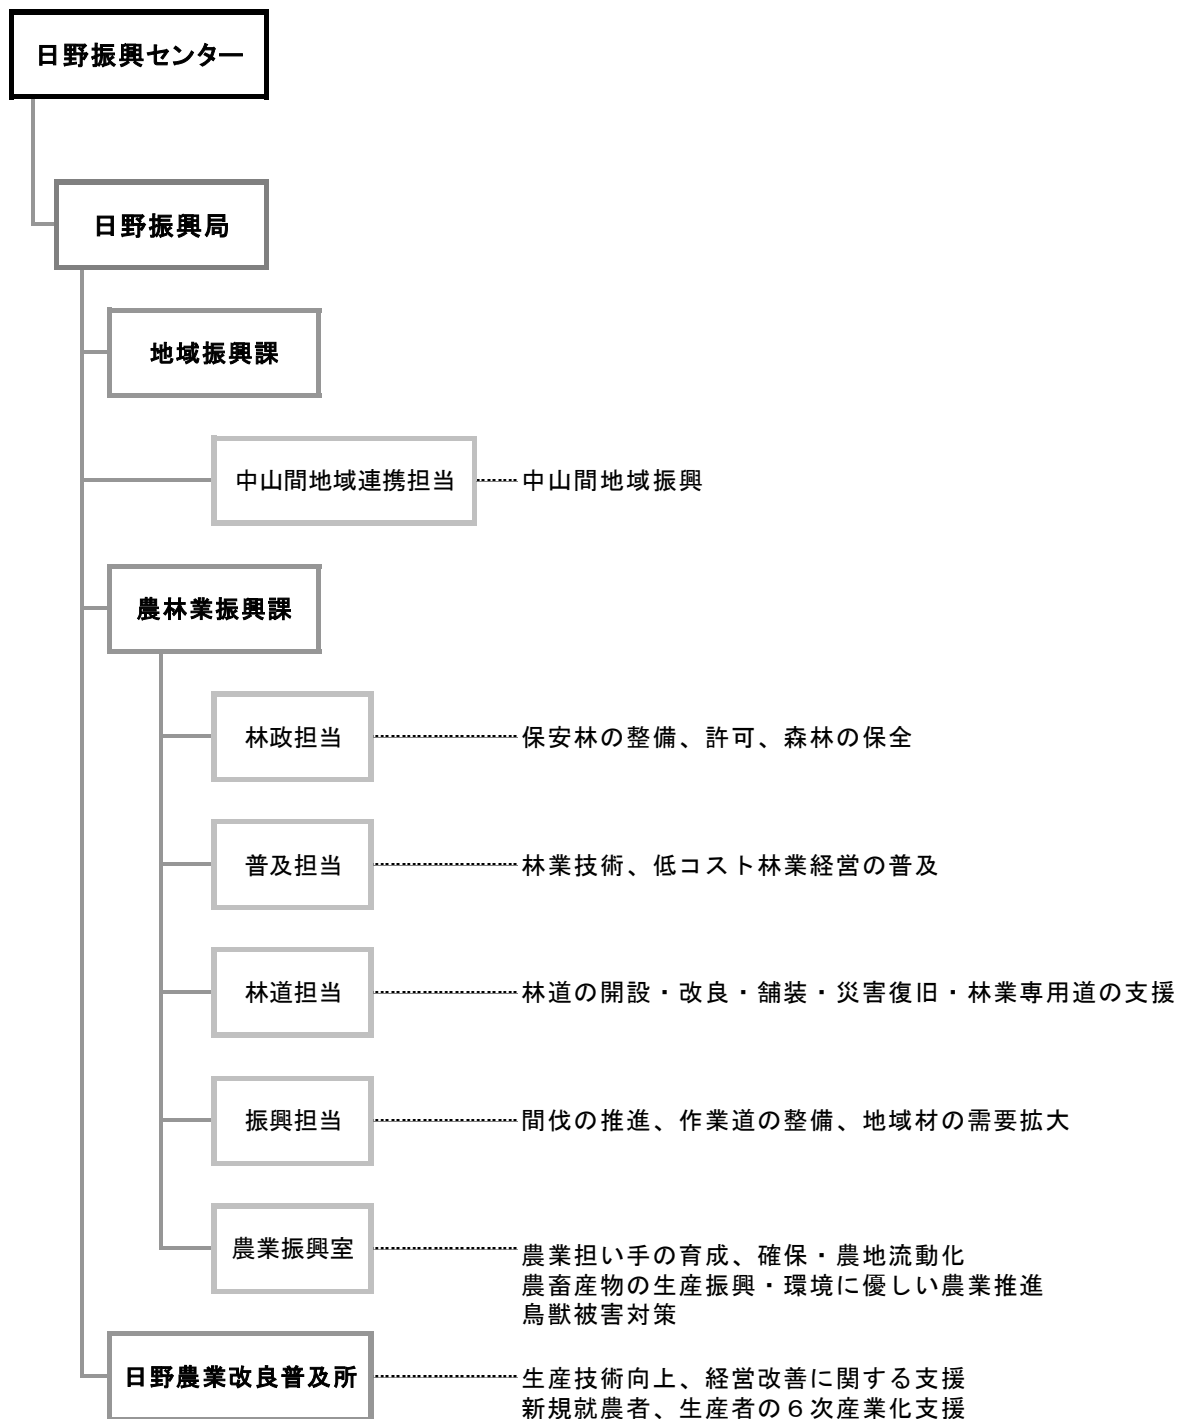 日野振興センター
日野振興局
地域振興課
中山間地域連携担当 中山間地域振興
農林業振興課
林政担当 保安林の整備、許可、森林の保全
普及担当 林業技術、低コスト林業経営の普及
林道担当 林道の開設・改良・舗装・災害復旧・林業専用道の支援
振興担当 間伐の推進、作業道の整備、地域材の需要拡大
農業振興室 農業担い手の育成、確保・農地流動化
農畜産物の生産振興・環境に優しい農業推進
鳥獣被害対策
日野農業改良普及所 生産技術向上、経営改善に関する支援
新規就農者、生産者の６次産業化支援